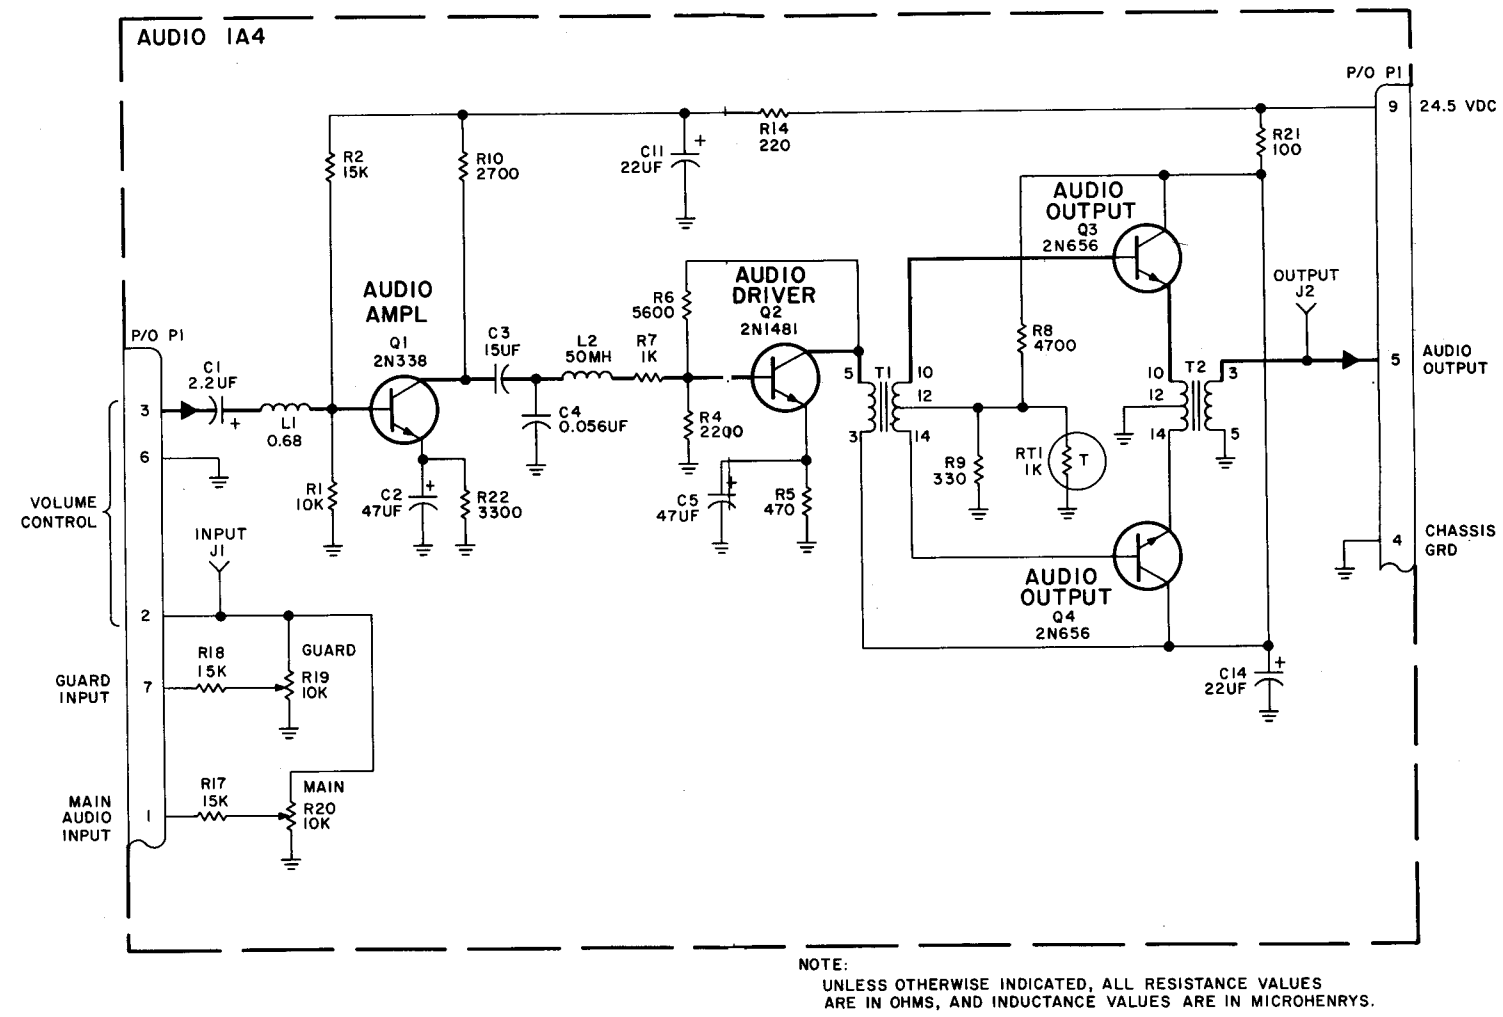 AUDIO 1A4
P/O P1
9 24.5 VDC
R14
220
R21
100
R2
15K
R10
2700
C11
22UF
+
AUDIO
OUTPUT
Q3
2N656
AUDIO
AMPL
Q1
2N338
C3
15UF
L2
50MH
R7
1K
R6
5600
AUDIO
DRIVER
Q2
2N1481
OUTPUT
J2
R8
4700
P/O P1
C1
2.2UF
+
3
L1
0.68
6
C4
0.056UF
R4
2200
5
T1
10
12
3
14
10
T2
3
12
14
5
5
AUDIO
OUTPUT
RT1
1K
T
R9
330
VOLUME
CONTROL
R1
10K
C2
47UF
+
R22
3300
C5
47UF
+
R5
470
INPUT
J1
4
CHASSIS
GRD
AUDIO
OUTPUT
Q4
2N656
2
GUARD
INPUT
7
R18
15K
GUARD
R19
10K
C14
22UF
+
MAIN
AUDIO
INPUT
1
R17
15K
MAIN
R20
10K
NOTE:
UNLESS OTHERWISE INDICATED, ALL RESISTANCE VALUES
ARE IN OHMS, AND INDUCTANCE VALUES ARE IN MICROHENRYS.